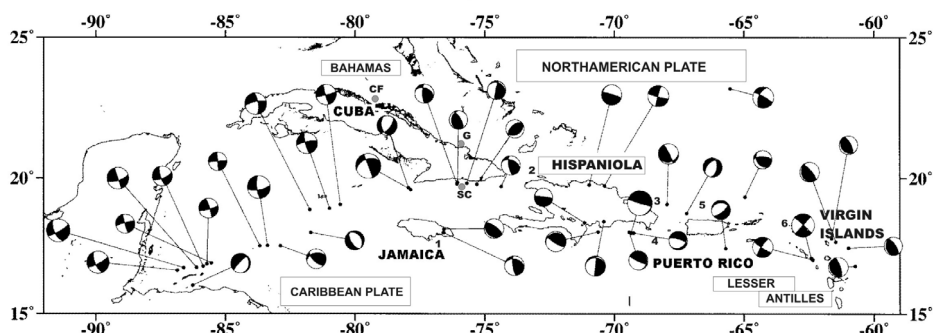 -90 -85 -80 -75 -70 -65 -60
25° 25°
BAHAMAS
NORTHAMERICAN PLATE
CF
CUBA
G
20° 20°
2
HISPANIOLA
SC
3
5
6
VIRGIN
ISLANDS
1
JAMAICA
4
PUERTO RICO
CARIBBEAN PLATE
LESSER
ANTILLES
15° 15°
-90 -85 -80 -75 -70 -65 -60